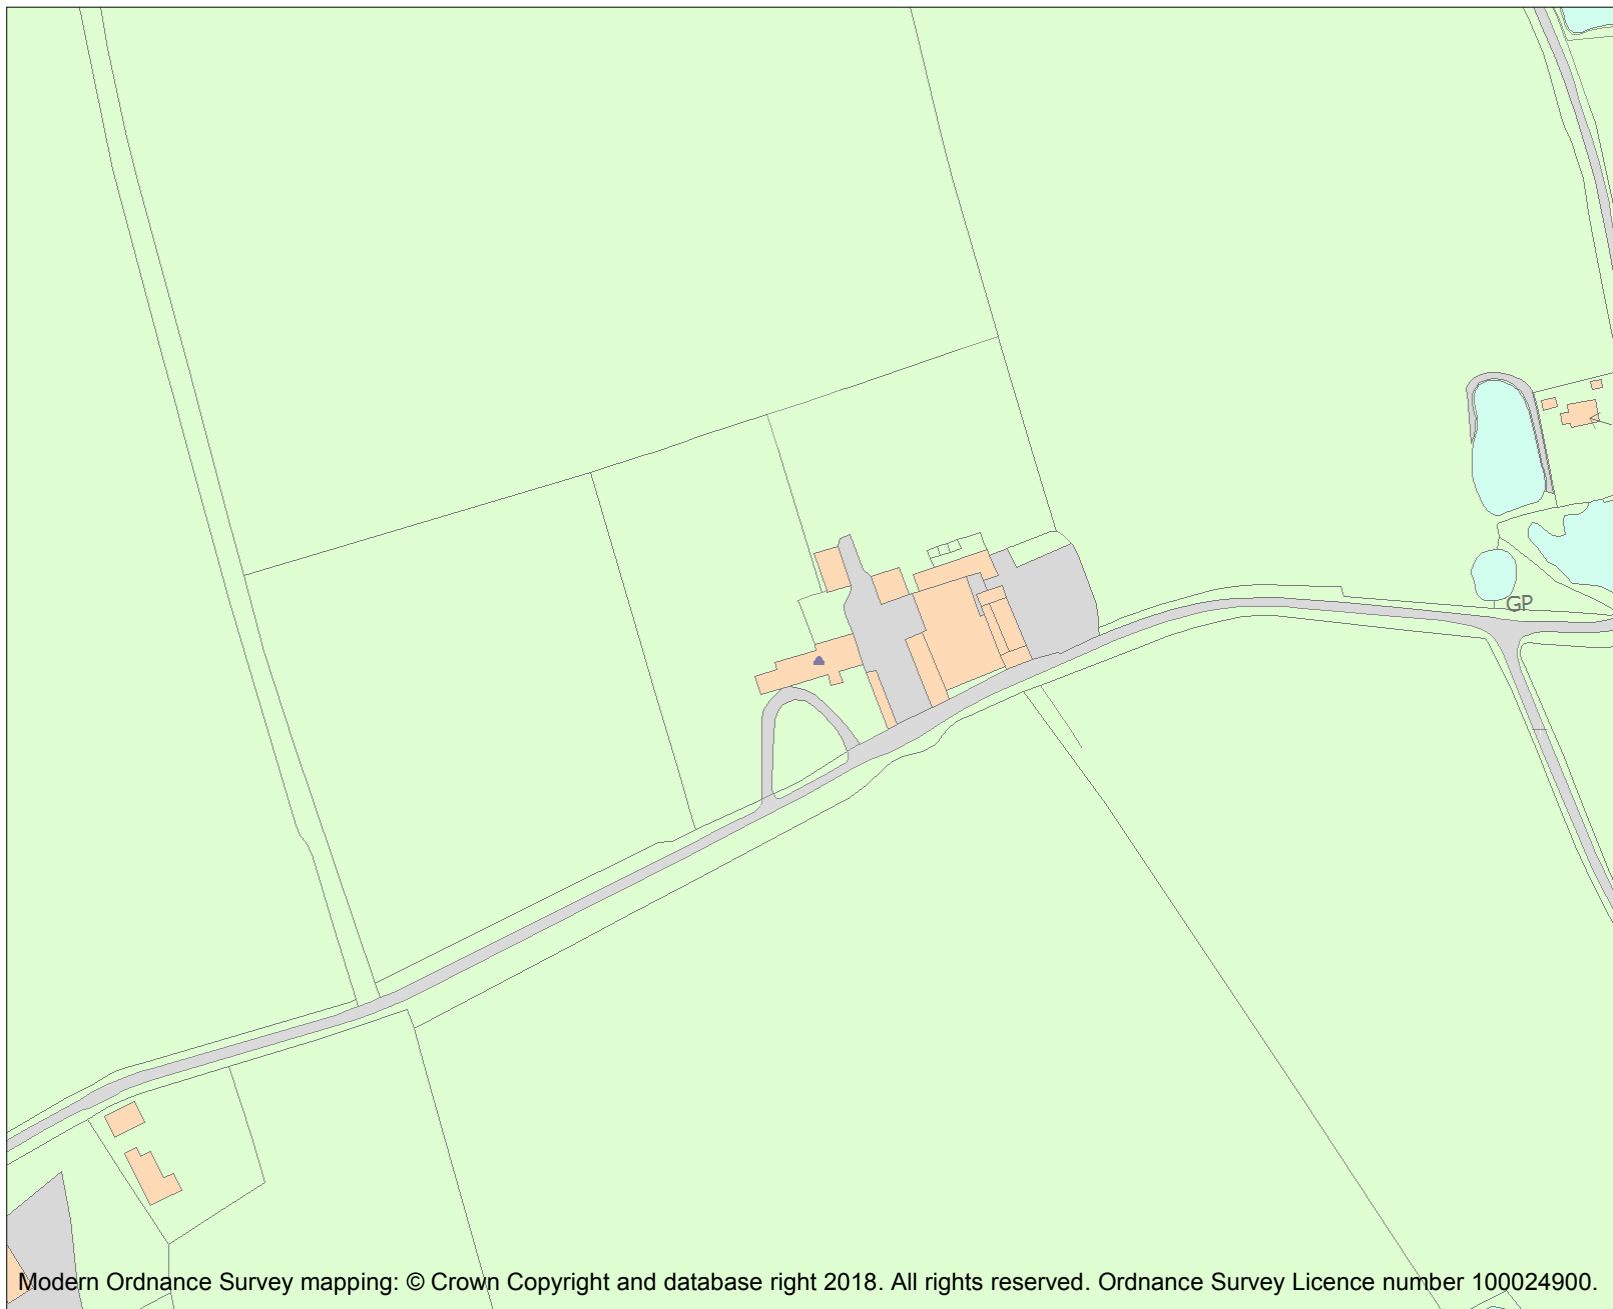 GP
Modern Ordnance Survey mapping: © Crown Copyright and database right 2018. All rights reserved. Ordnance Survey Licence number 100024900.